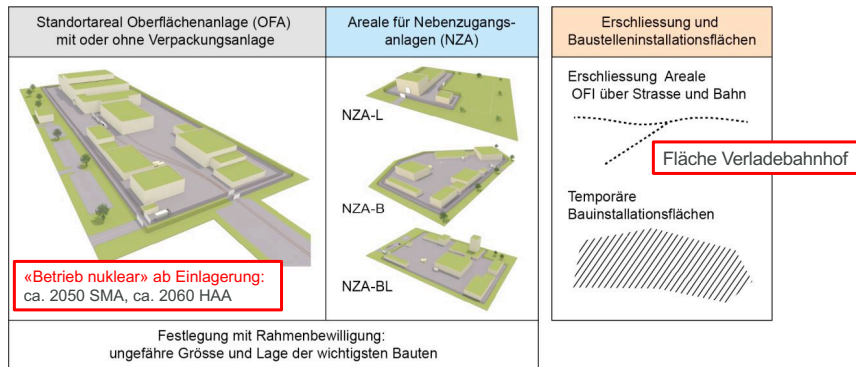 Standortareal Oberflächenanlage (OFA)
mit oder ohne Verpackungsanlage
Areale für Nebenzugangs-
anlagen (NZA)
Erschliessung und
Baustelleninstallationsflächen
NZA-L
NZA-B
NZA-BL
«Betrieb nuklear» ab Einlagerung:
ca. 2050 SMA, ca. 2060 HAA
Erschliessung Areale
OFI über Strasse und Bahn
Fläche Verladebahnhof
Temporäre
Bauinstallationsflächen
Festlegung mit Rahmenbewilligung:
ungefähre Grösse und Lage der wichtigsten Bauten